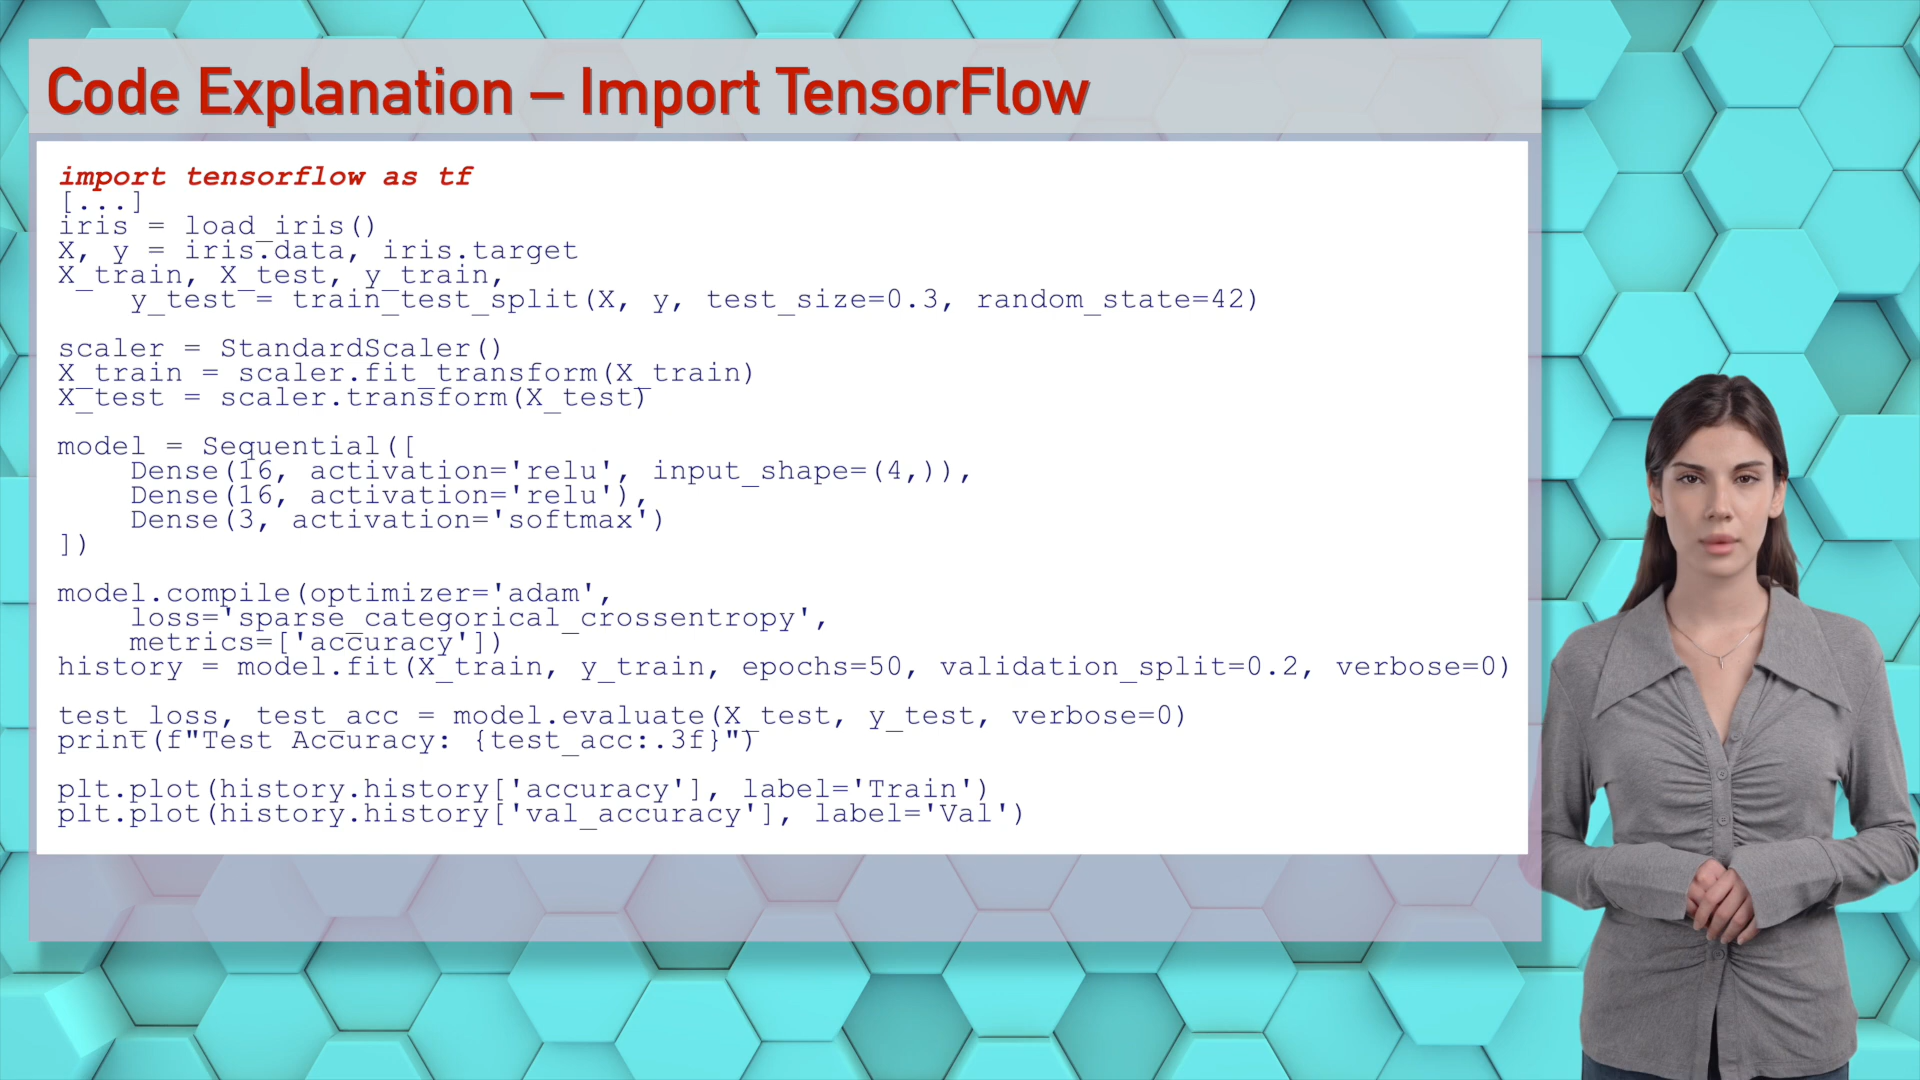 Code Explanation – Import TensorFlow
import tensorflow as tf
[...]
iris = load_iris()
X, y = iris.data, iris.target
X_train, X_test, y_train,
    y_test = train_test_split(X, y, test_size=0.3, random_state=42)
scaler = StandardScaler()
X_train = scaler.fit_transform(X_train)
X_test = scaler.transform(X_test)
model = Sequential([
    Dense(16, activation='relu', input_shape=(4,)),
    Dense(16, activation='relu'),
    Dense(3, activation='softmax')
])
model.compile(optimizer='adam',
    loss='sparse_categorical_crossentropy',
    metrics=['accuracy'])
history = model.fit(X_train, y_train, epochs=50, validation_split=0.2, verbose=0)
test_loss, test_acc = model.evaluate(X_test, y_test, verbose=0)
print(f"Test Accuracy: {test_acc:.3f}")
plt.plot(history.history['accuracy'], label='Train')
plt.plot(history.history['val_accuracy'], label='Val')